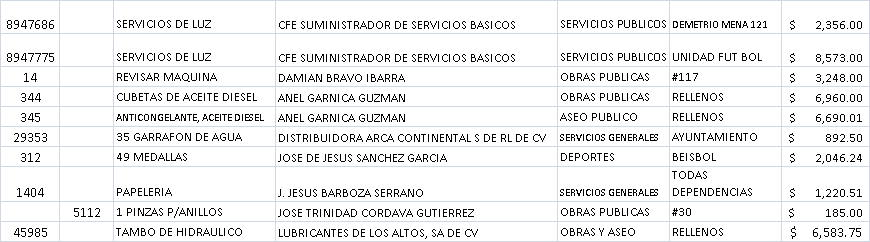 8947686 SERVICIOS DE LUZ CFE SUMINISTRADOR DE SERVICIOS BASICOS SERVICIOS PUBLICOS DEMETRIO MENA 121 $ 2,356.00
8947775 SERVICIOS DE LUZ CFE SUMINISTRADOR DE SERVICIOS BASICOS SERVICIOS PUBLICOS UNIDAD FUT BOL $ 8,573.00
14 REVISAR MAQUINA DAMIAN BRAVO IBARRA OBRAS PUBLICAS #117 $ 3,248.00
344 CUBETAS DE ACEITE DIESEL ANEL GARNICA GUZMAN OBRAS PUBLICAS RELLENOS $ 6,960.00
345 ANTICONGELANTE, ACEITE DIESEL ANEL GARNICA GUZMAN ASEO PUBLICO RELLENOS $ 6,690.01
29353 35 GARRAFON DE AGUA DISTRIBUIDORA ARCA CONTINENTAL S DE RL DE CV SERVICIOS GENERALES AYUNTAMIENTO $ 892.50
312 49 MEDALLAS JOSE DE JESUS SANCHEZ GARCIA DEPORTES BEISBOL $ 2,046.24
TODAS
1404 PAPELERIA J. JESUS BARBOZA SERRANO SERVICIOS GENERALES DEPENDENCIAS $ 1,220.51
5112 1 PINZAS P/ANILLOS JOSE TRINIDAD CORDAVA GUTIERREZ OBRAS PUBLICAS #30 $ 185.00
45985 TAMBO DE HIDRAULICO LUBRICANTES DE LOS ALTOS, SA DE CV OBRAS Y ASEO RELLENOS $ 6,583.75